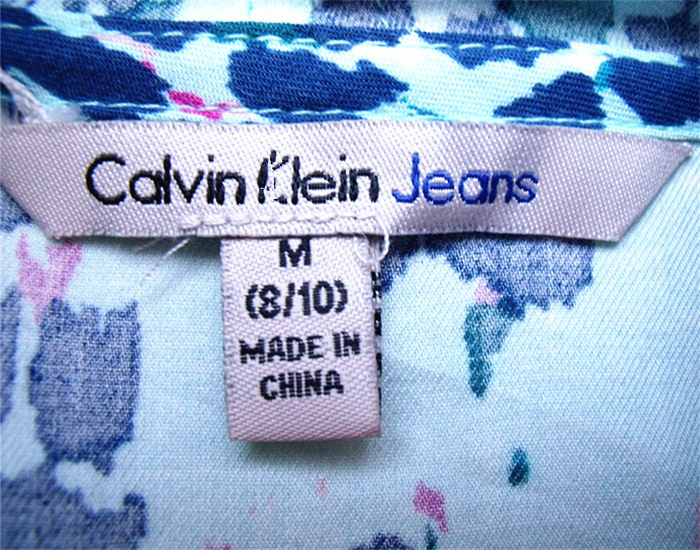 Calvin Klein Jeans
M
(8/10)
MADE IN
CHINA